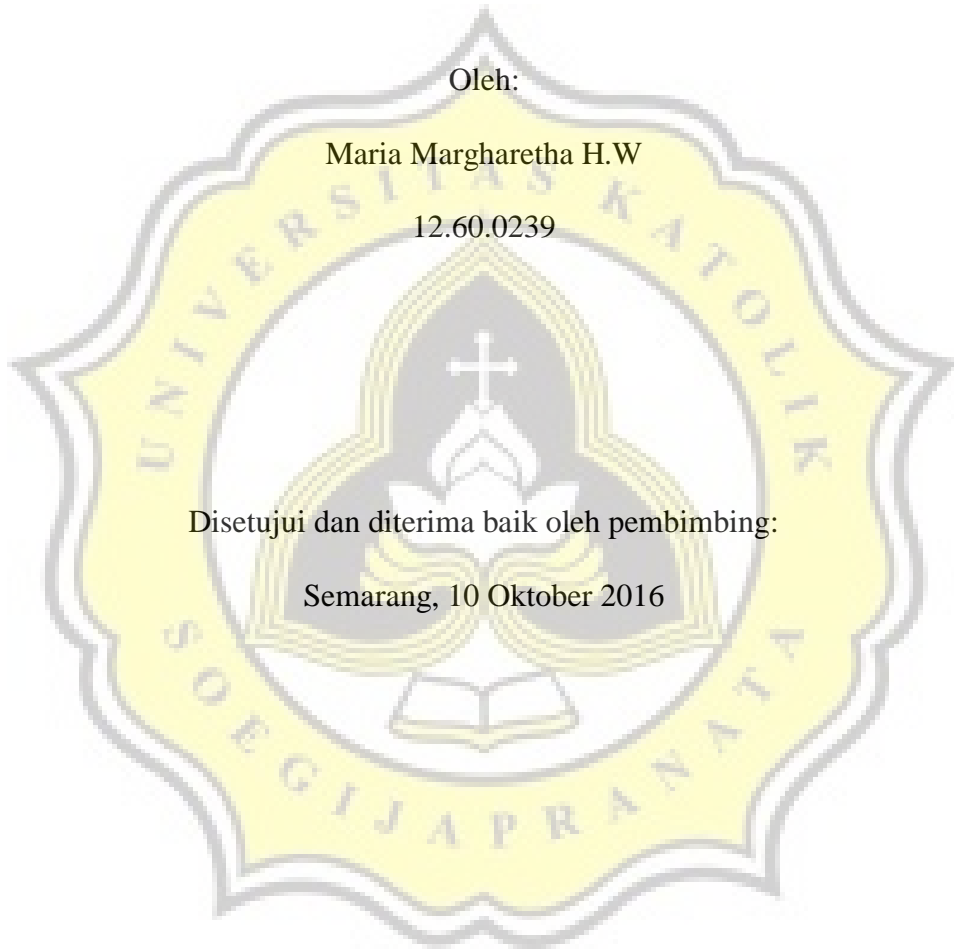 Oleh:
Maria Margharetha H.W
12.60.0239
Disetujui dan diterima baik oleh pembimbing:
Semarang, 10 Oktober 2016
UNIVERSITAS KATOLIK
SOEGIJAPRANATA